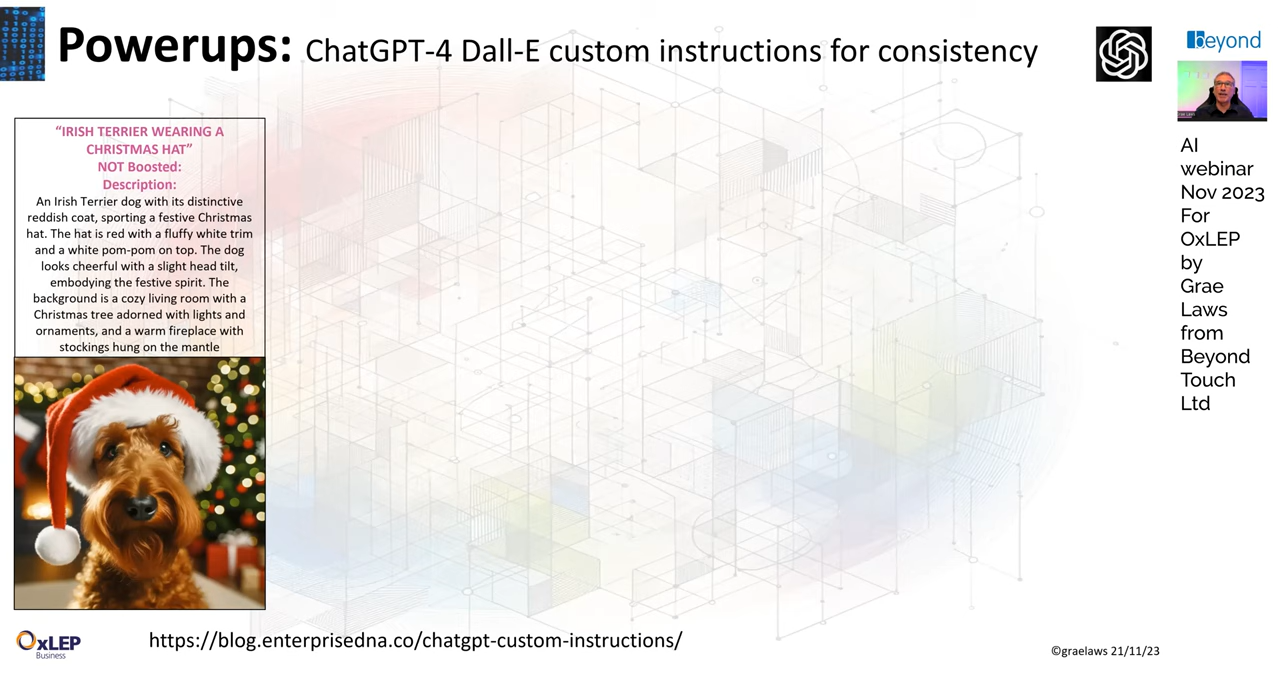 Powerups: ChatGPT-4 Dall-E custom instructions for consistency
beyond
“IRISH TERRIER WEARING A
CHRISTMAS HAT”
NOT Boosted:
Description:
An Irish Terrier dog with its distinctive
reddish coat, sporting a festive Christmas
hat. The hat is red with a fluffy white trim
and a white pom-pom on top. The dog
looks cheerful with a slight head tilt,
embodying the festive spirit. The
background is a cozy living room with a
Christmas tree adorned with lights and
ornaments, and a warm fireplace with
stockings hung on the mantle
AI
webinar
Nov 2023
For
OxLEP
by
Grae
Laws
from
Beyond
Touch
Ltd
OxLEP
Business
https://blog.enterprisedna.co/chatgpt-custom-instructions/
©graelaws 21/11/23